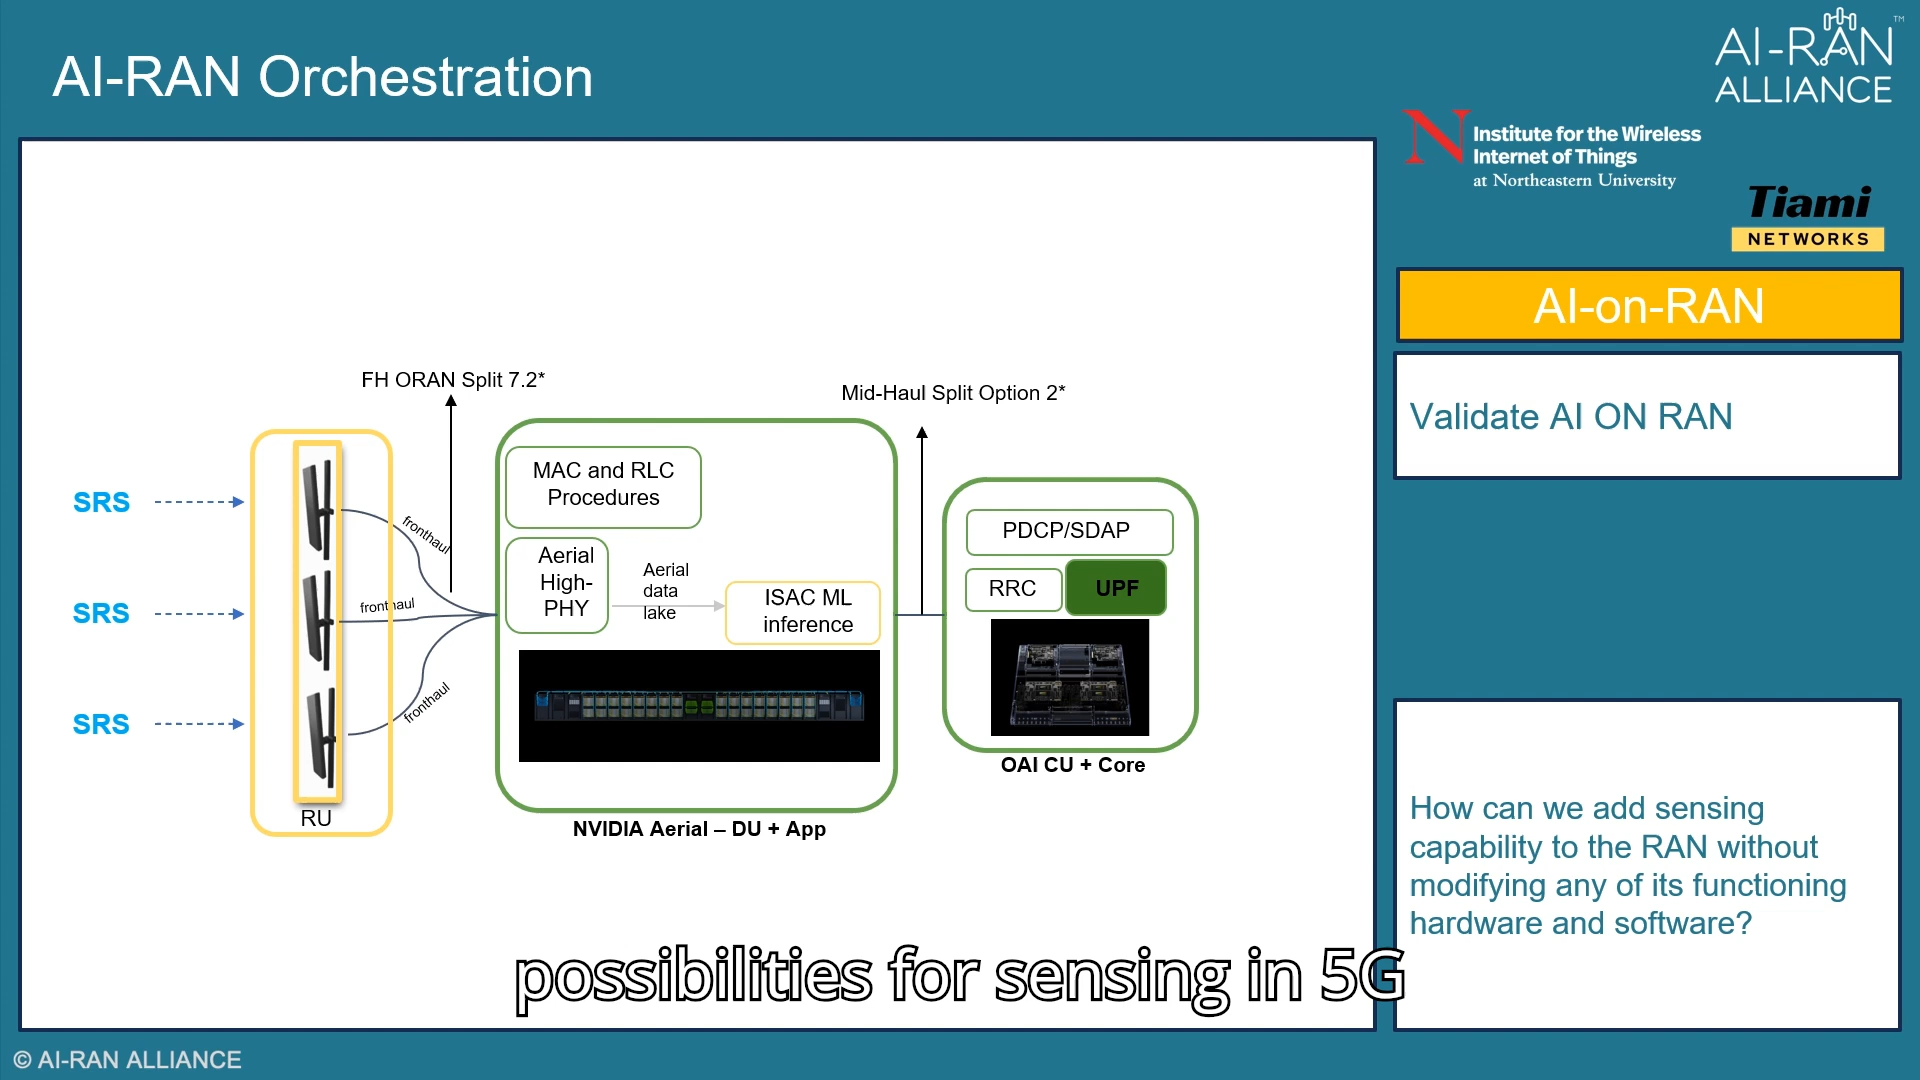 AI-RAN Orchestration
AI-RAN
ALLIANCE
TM
N
Institute for the Wireless
Internet of Things
at Northeastern University
Tiami
NETWORKS
AI-on-RAN
Validate AI ON RAN
How can we add sensing
capability to the RAN without
modifying any of its functioning
hardware and software?
FH ORAN Split 7.2*
Mid-Haul Split Option 2*
SRS
SRS
SRS
fronthaul
fronthaul
fronthaul
RU
MAC and RLC
Procedures
Aerial
High-
PHY
Aerial
data
lake
ISAC ML
inference
NVIDIA Aerial – DU + App
PDCP/SDAP
RRC
UPF
OAI CU + Core
possibilities for sensing in 5G
© AI-RAN ALLIANCE